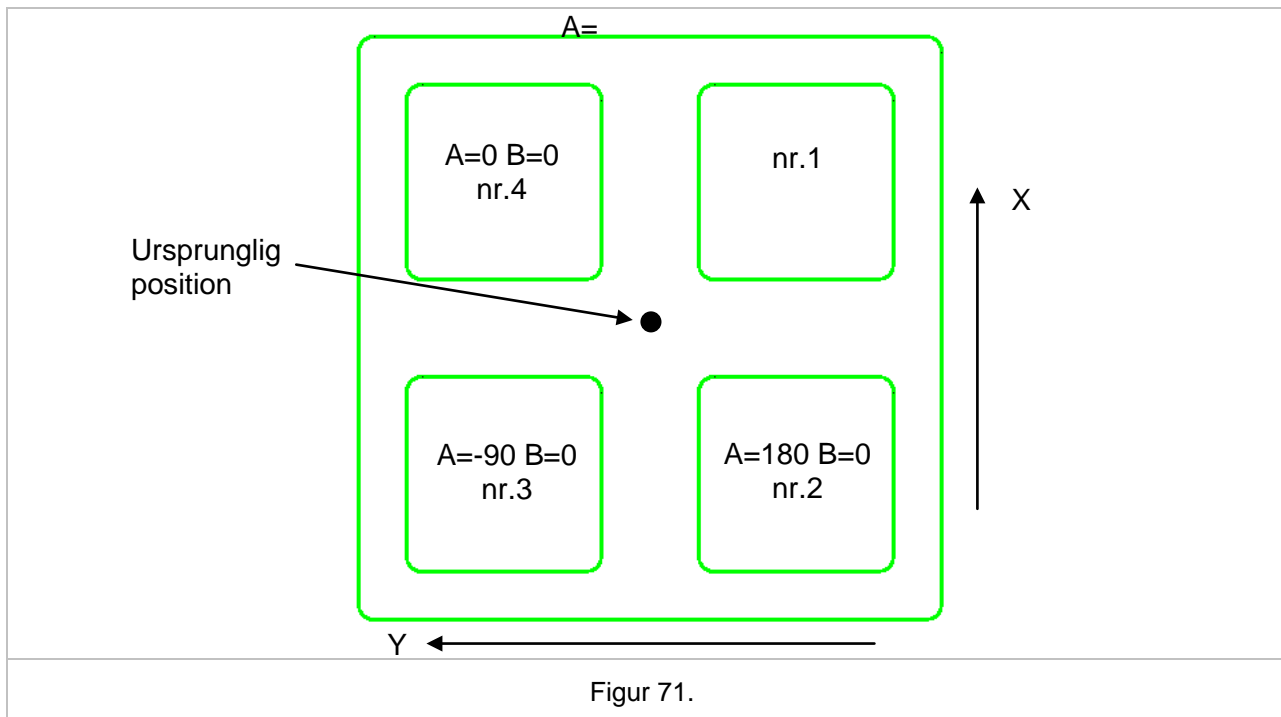 A=
A=0 B=0
nr.4
nr.1
X
Ursprunglig
position
A=-90 B=0
nr.3
A=180 B=0
nr.2
Y
Figur 71.